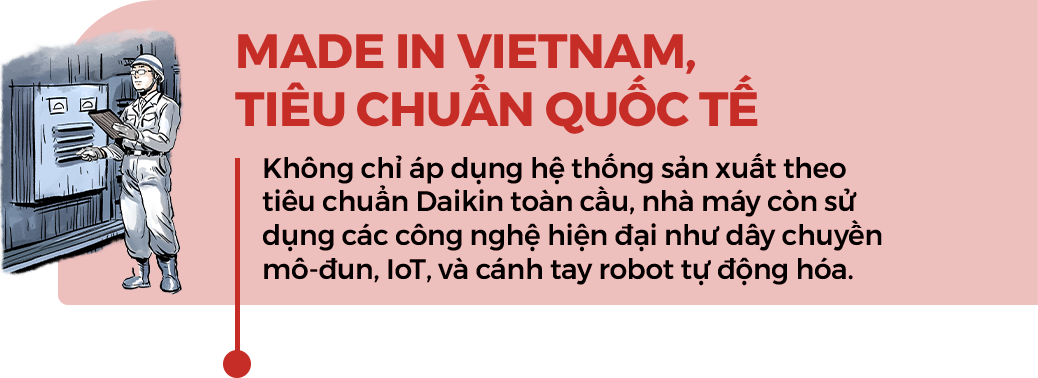 MADE IN VIETNAM,
TIÊU CHUẨN QUỐC TẾ
Không chỉ áp dụng hệ thống sản xuất theo
tiêu chuẩn Daikin toàn cầu, nhà máy còn sử
dụng các công nghệ hiện đại như dây chuyền
mô-đun, IoT, và cánh tay robot tự động hóa.